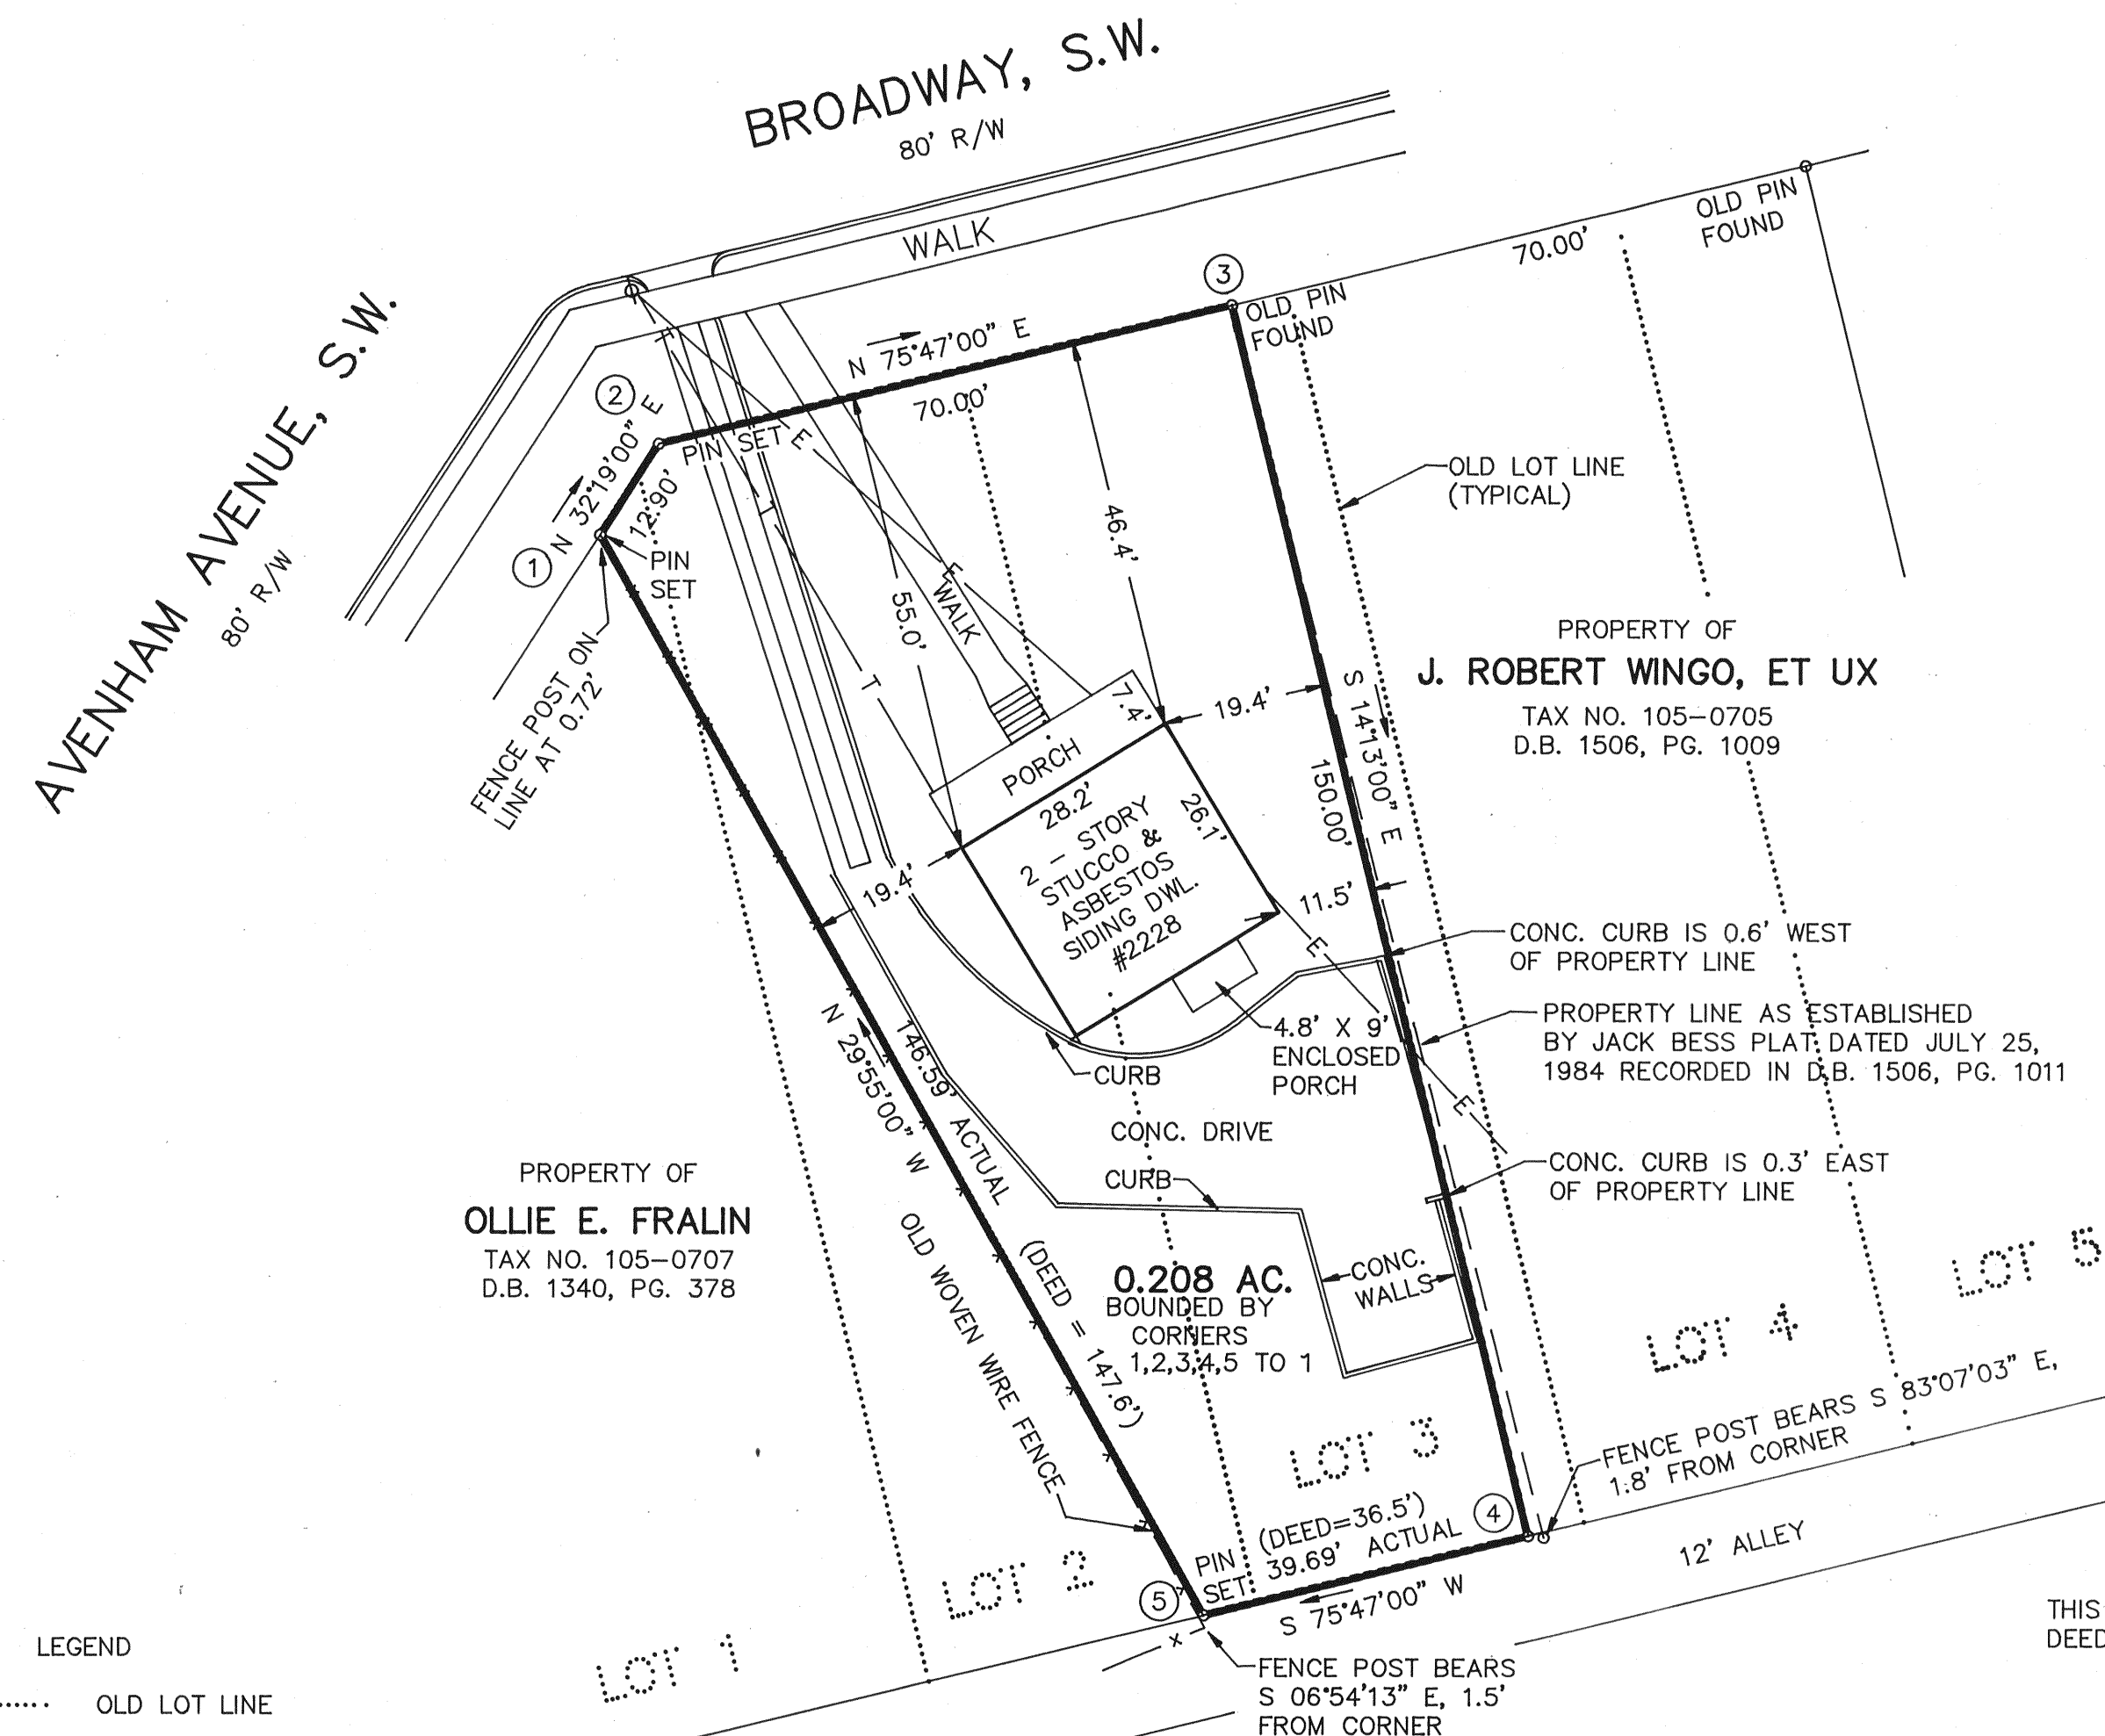 BROADWAY, S.W.
80' R/W
AVENHAM AVENUE, S.W.
80' R/W
WALK
OLD PIN
FOUND
70.00'
3
OLD PIN
FOUND
N 75°47'00" E
70.00'
2
PIN SET
N 32°19'00" E
12.90'
1
PIN
SET
FENCE POST ON
LINE AT 0.72'
T
E
T
E
T
WALK
46.4'
55.0'
OLD LOT LINE
(TYPICAL)
PROPERTY OF
J. ROBERT WINGO, ET UX
TAX NO. 105-0705
D.B. 1506, PG. 1009
S 14°13'00" E
150.00'
7.4'
19.4'
PORCH
28.2'
26.1'
2 - STORY
STUCCO &
ASBESTOS
SIDING DWL.
#2228
19.4'
11.5'
E
CONC. CURB IS 0.6' WEST
OF PROPERTY LINE
PROPERTY LINE AS ESTABLISHED
BY JACK BESS PLAT DATED JULY 25,
1984 RECORDED IN D.B. 1506, PG. 1011
4.8' X 9'
ENCLOSED
PORCH
CURB
E
CONC. DRIVE
CURB
CONC. CURB IS 0.3' EAST
OF PROPERTY LINE
N 29°55'00" W
146.59' ACTUAL
(DEED = 147.6')
OLD WOVEN WIRE FENCE
PROPERTY OF
OLLIE E. FRALIN
TAX NO. 105-0707
D.B. 1340, PG. 378
0.208 AC.
BOUNDED BY
CORNERS
1,2,3,4,5 TO 1
CONC.
WALLS
LOT 5
LOT 4
LOT 3
LOT 2
LOT 1
FENCE POST BEARS S 83°07'03" E,
1.8' FROM CORNER
4
(DEED=36.5')
39.69' ACTUAL
S 75°47'00" W
12' ALLEY
PIN
SET
5
x
FENCE POST BEARS
S 06°54'13" E, 1.5'
FROM CORNER
THIS
DEED
LEGEND
OLD LOT LINE